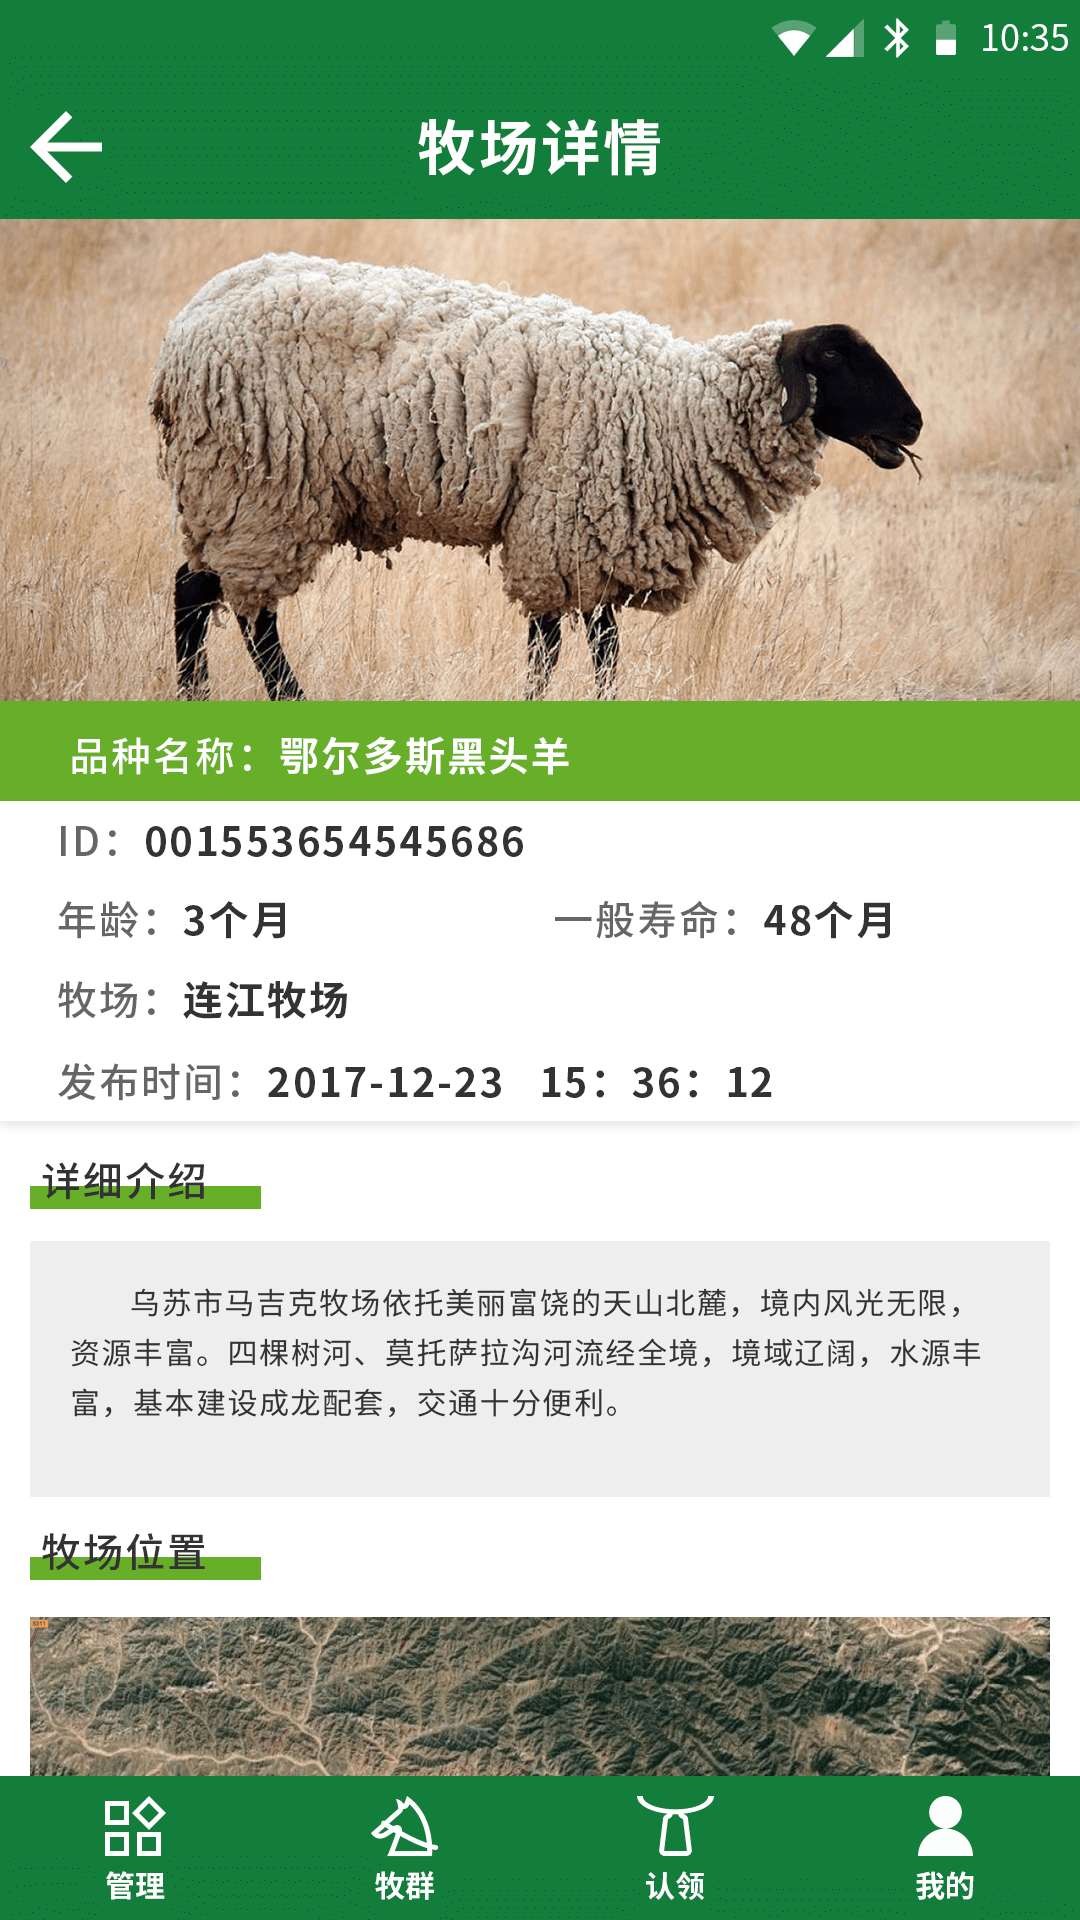 10:35
牧场详情
品种名称：鄂尔多斯黑头羊
ID：001553654545686
年龄：3个月 一般寿命：48个月
牧场：连江牧场
发布时间：2017-12-23 15：36：12
详细介绍
乌苏市马吉克牧场依托美丽富饶的天山北麓，境内风光无限，
资源丰富。四棵树河、莫托萨拉沟河流经全境，境域辽阔，水源丰
富，基本建设成龙配套，交通十分便利。
牧场位置
管理 牧群 认领 我的